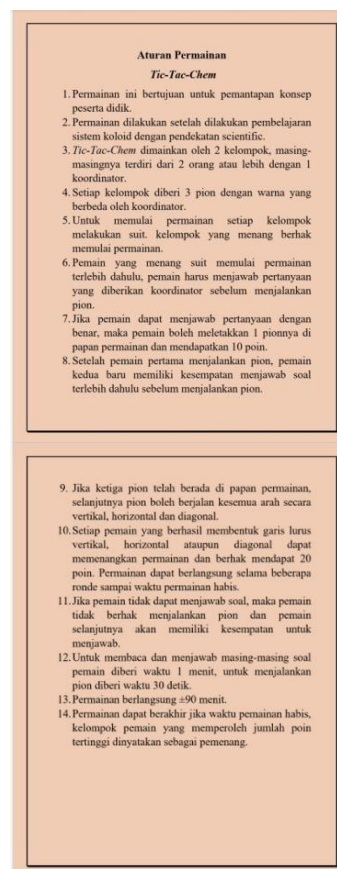 Aturan Permainan
Tic-Tac-Chem
1. Permainan ini bertujuan untuk pemantapan konsep
peserta didik.
2. Permainan dilakukan setelah dilakukan pembelajaran
sistem koloid dengan pendekatan scientific.
3. Tic-Tac-Chem dimainkan oleh 2 kelompok, masing-
masingnya terdiri dari 2 orang atau lebih dengan 1
koordinator.
4. Setiap kelompok diberi 3 pion dengan warna yang
berbeda oleh koordinator.
5. Untuk memulai permainan setiap kelompok
melakukan suit. kelompok yang menang berhak
memulai permainan.
6. Pemain yang menang suit memulai permainan
terlebih dahulu, pemain harus menjawab pertanyaan
yang diberikan koordinator sebelum menjalankan
pion.
7. Jika pemain dapat menjawab pertanyaan dengan
benar, maka pemain boleh meletakkan 1 pionnya di
papan permainan dan mendapatkan 10 poin.
8. Setelah pemain pertama menjalankan pion, pemain
kedua baru memiliki kesempatan menjawab soal
terlebih dahulu sebelum menjalankan pion.
9. Jika ketiga pion telah berada di papan permainan,
selanjutnya pion boleh berjalan kesemua arah secara
vertikal, horizontal dan diagonal.
10. Setiap pemain yang berhasil membentuk garis lurus
vertikal, horizontal ataupun diagonal dapat
memenangkan permainan dan berhak mendapat 20
poin. Permainan dapat berlangsung selama beberapa
ronde sampai waktu permainan habis.
11. Jika pemain tidak dapat menjawab soal, maka pemain
tidak berhak menjalankan pion dan pemain
selanjutnya akan memiliki kesempatan untuk
menjawab.
12. Untuk membaca dan menjawab masing-masing soal
pemain diberi waktu 1 menit, untuk menjalankan
pion diberi waktu 30 detik.
13. Permainan berlangsung ±90 menit.
14. Permainan dapat berakhir jika waktu pemainan habis,
kelompok pemain yang memperoleh jumlah poin
tertinggi dinyatakan sebagai pemenang.